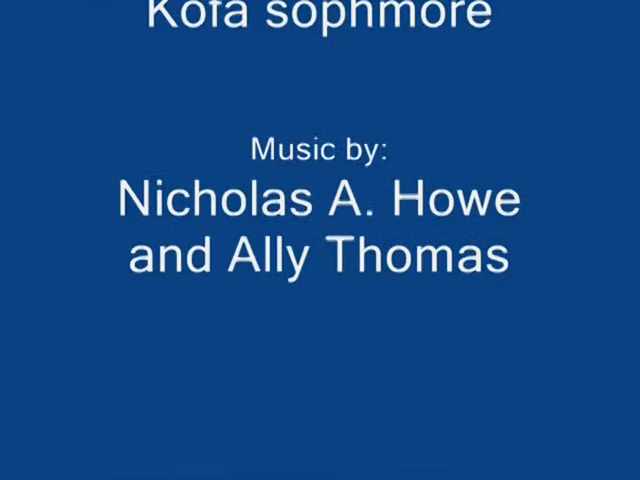 Kofa sophmore
Music by:
Nicholas A. Howe
and Ally Thomas